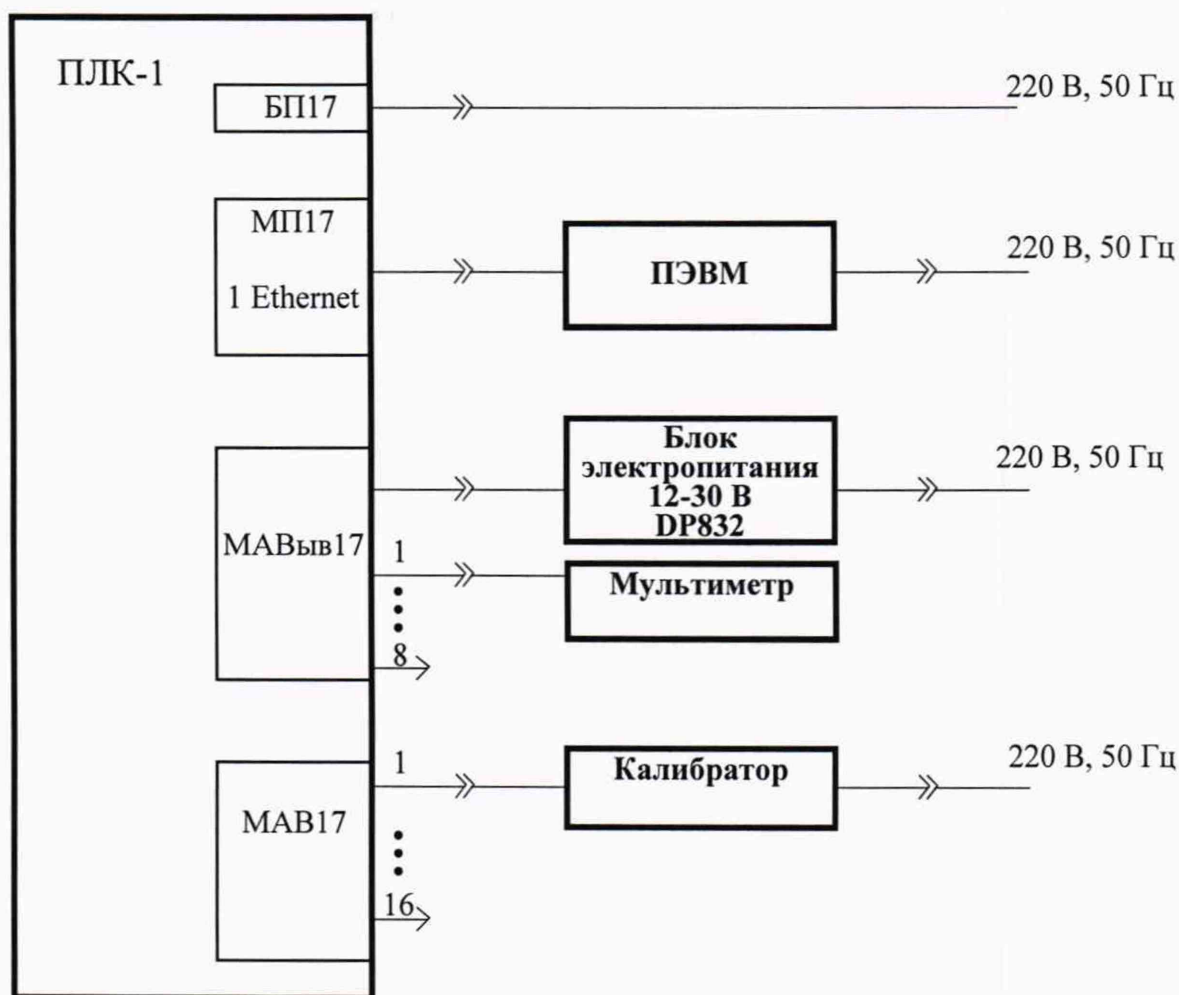 ПЛК-1
БП17
220 В, 50 Гц
МП17
1 Ethernet
ПЭВМ
220 В, 50 Гц
МАВыв17
Блок
электропитания
12-30 В
DP832
220 В, 50 Гц
1
Мультиметр
8
МАВ17
1
Калибратор
220 В, 50 Гц
16